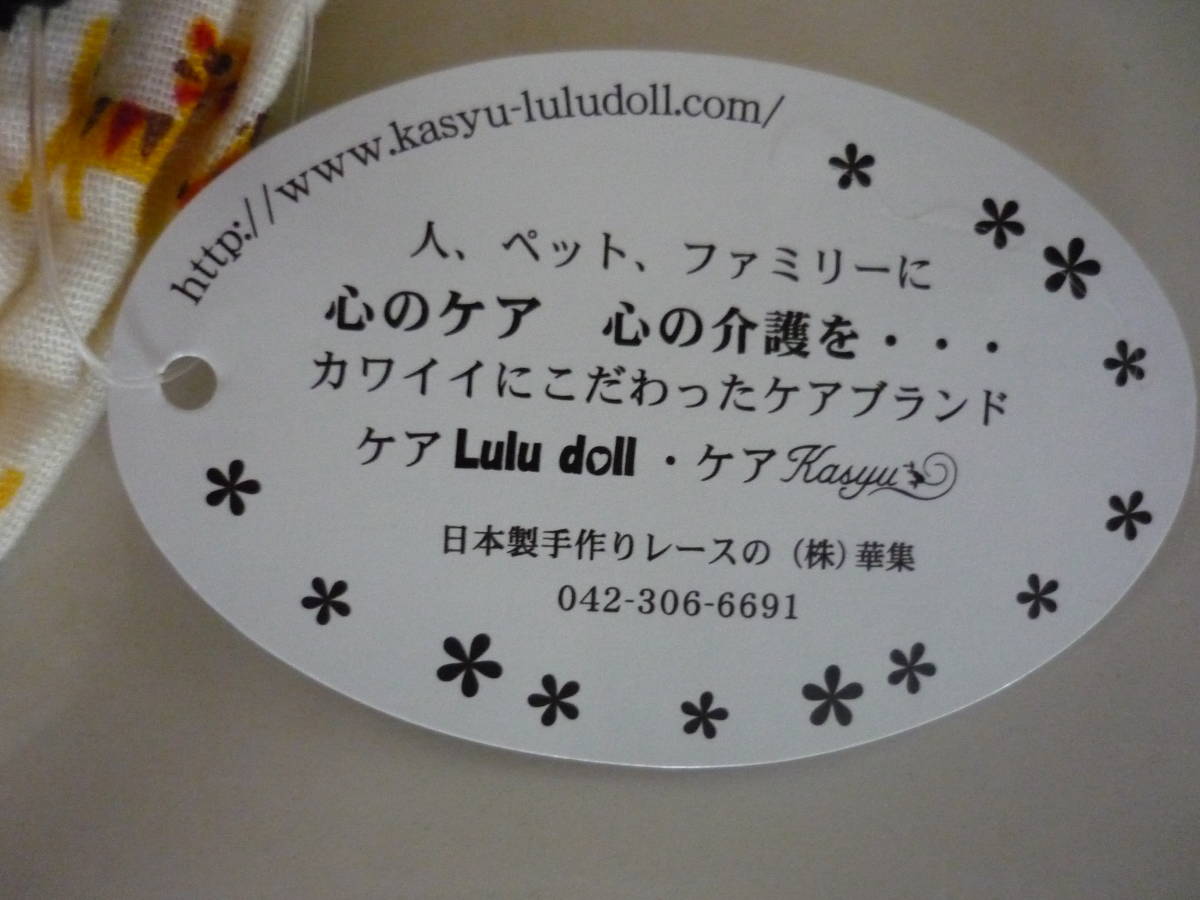 http://www.kasyu-luludoll.com/
人、ペット、ファミリーに
心のケア　心の介護を・・・
カワイイにこだわったケアブランド
ケア Lulu doll ・ケア Kasyu
日本製手作りレースの（株）華集
042-306-6691